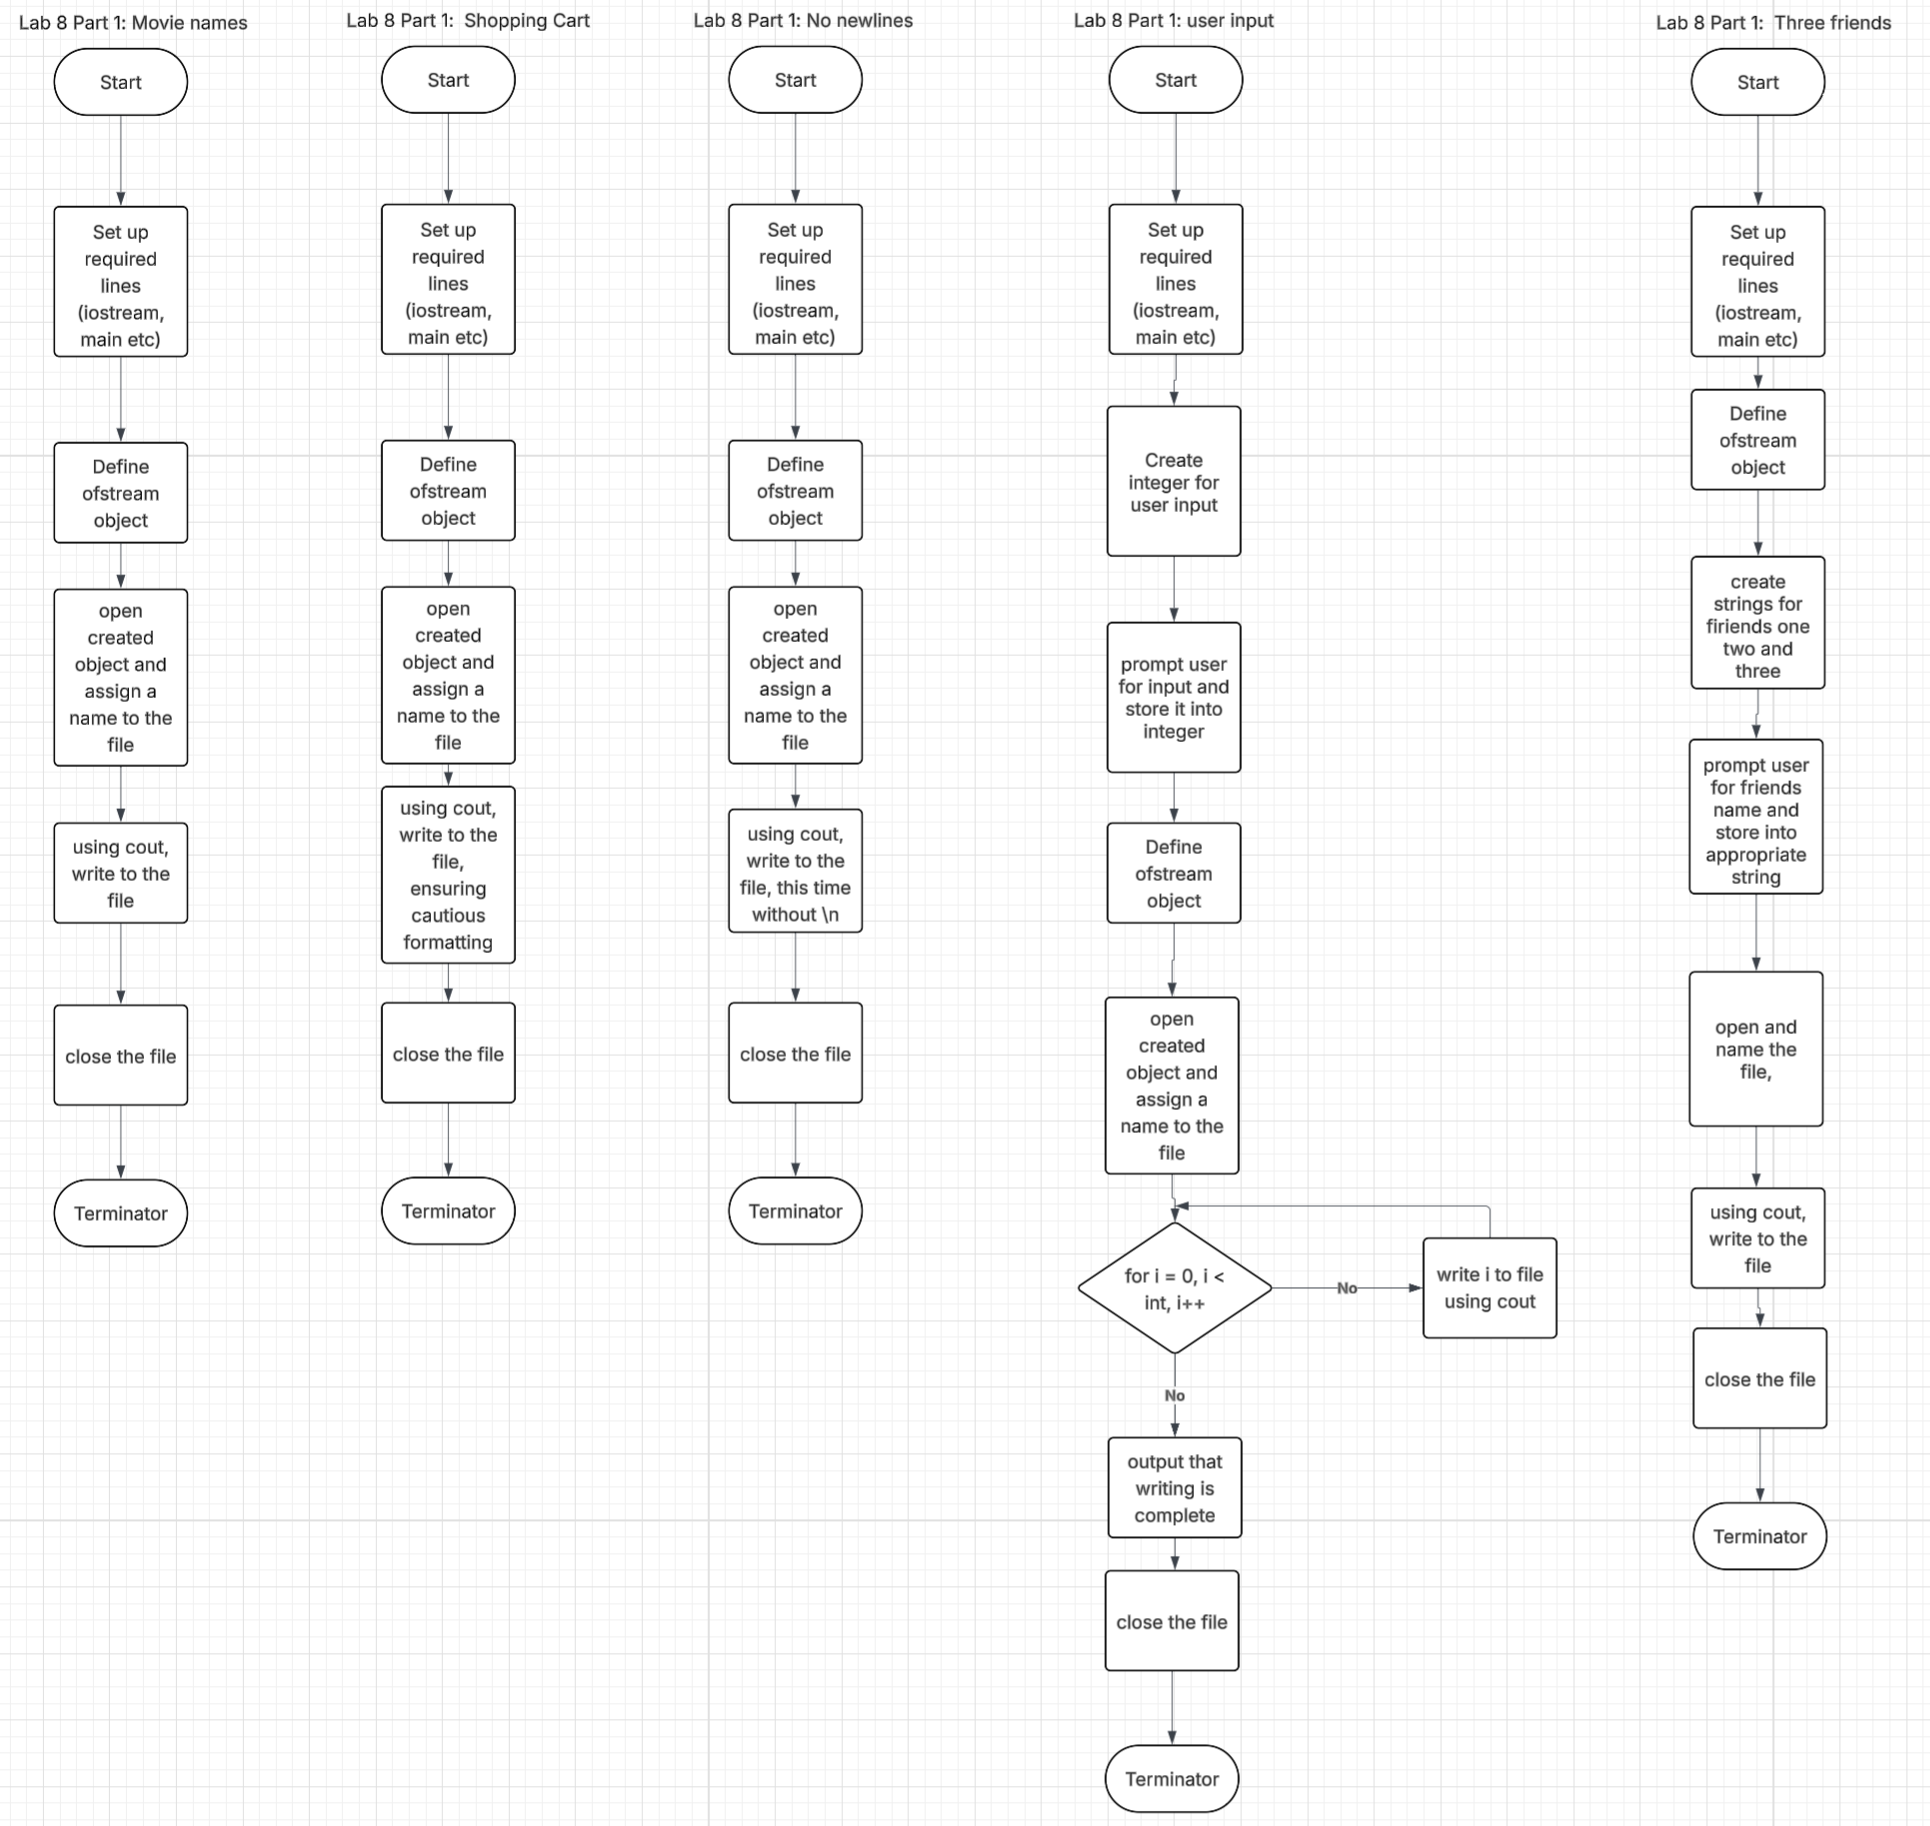 Lab 8 Part 1: Movie names
Start
Set up
required
lines
(iostream,
main etc)
Define
ofstream
object
open
created
object and
assign a
name to the
file
using cout,
write to the
file
close the file
Terminator
Lab 8 Part 1:  Shopping Cart
Start
Set up
required
lines
(iostream,
main etc)
Define
ofstream
object
open
created
object and
assign a
name to the
file
using cout,
write to the
file,
ensuring
cautious
formatting
close the file
Terminator
Lab 8 Part 1: No newlines
Start
Set up
required
lines
(iostream,
main etc)
Define
ofstream
object
open
created
object and
assign a
name to the
file
using cout,
write to the
file, this time
without \n
close the file
Terminator
Lab 8 Part 1: user input
Start
Set up
required
lines
(iostream,
main etc)
Create
integer for
user input
prompt user
for input and
store it into
integer
Define
ofstream
object
open
created
object and
assign a
name to the
file
for i = 0, i <
int, i++
No
write i to file
using cout
No
output that
writing is
complete
close the file
Terminator
Lab 8 Part 1:  Three friends
Start
Set up
required
lines
(iostream,
main etc)
Define
ofstream
object
create
strings for
firiends one
two and
three
prompt user
for friends
name and
store into
appropriate
string
open and
name the
file,
using cout,
write to the
file
close the file
Terminator